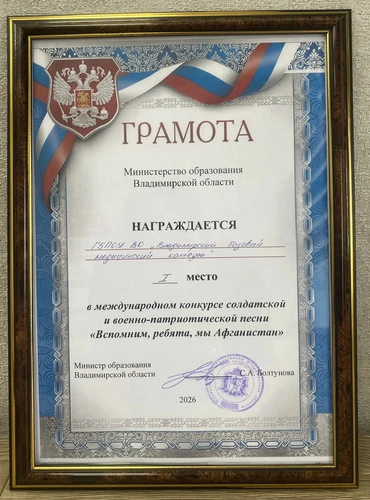 ГРАМОТА
Министерство образования
Владимирской области
НАГРАЖДАЕТСЯ
ГБПОУ ВО „Владимирский базовый
медицинский колледж"
I место
в международном конкурсе солдатской
и военно-патриотической песни
«Вспомним, ребята, мы Афганистан»
Министр образования
Владимирской области С.А. Болтунова
2026